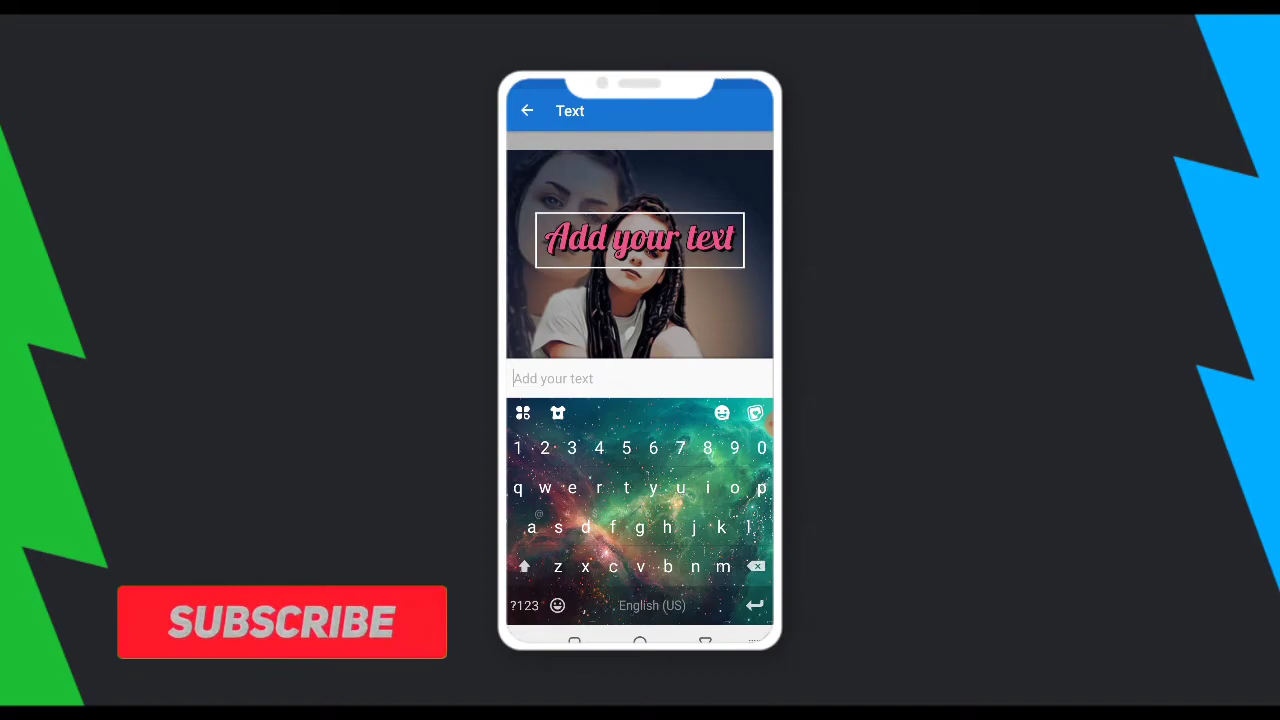 Text
Add your text
Add your text
1 2 3 4 5 6 7 8 9 0
q w e r t y u i o p
@
a s d f g h j k l
z x c v b n m
?123 , English (US)
SUBSCRIBE